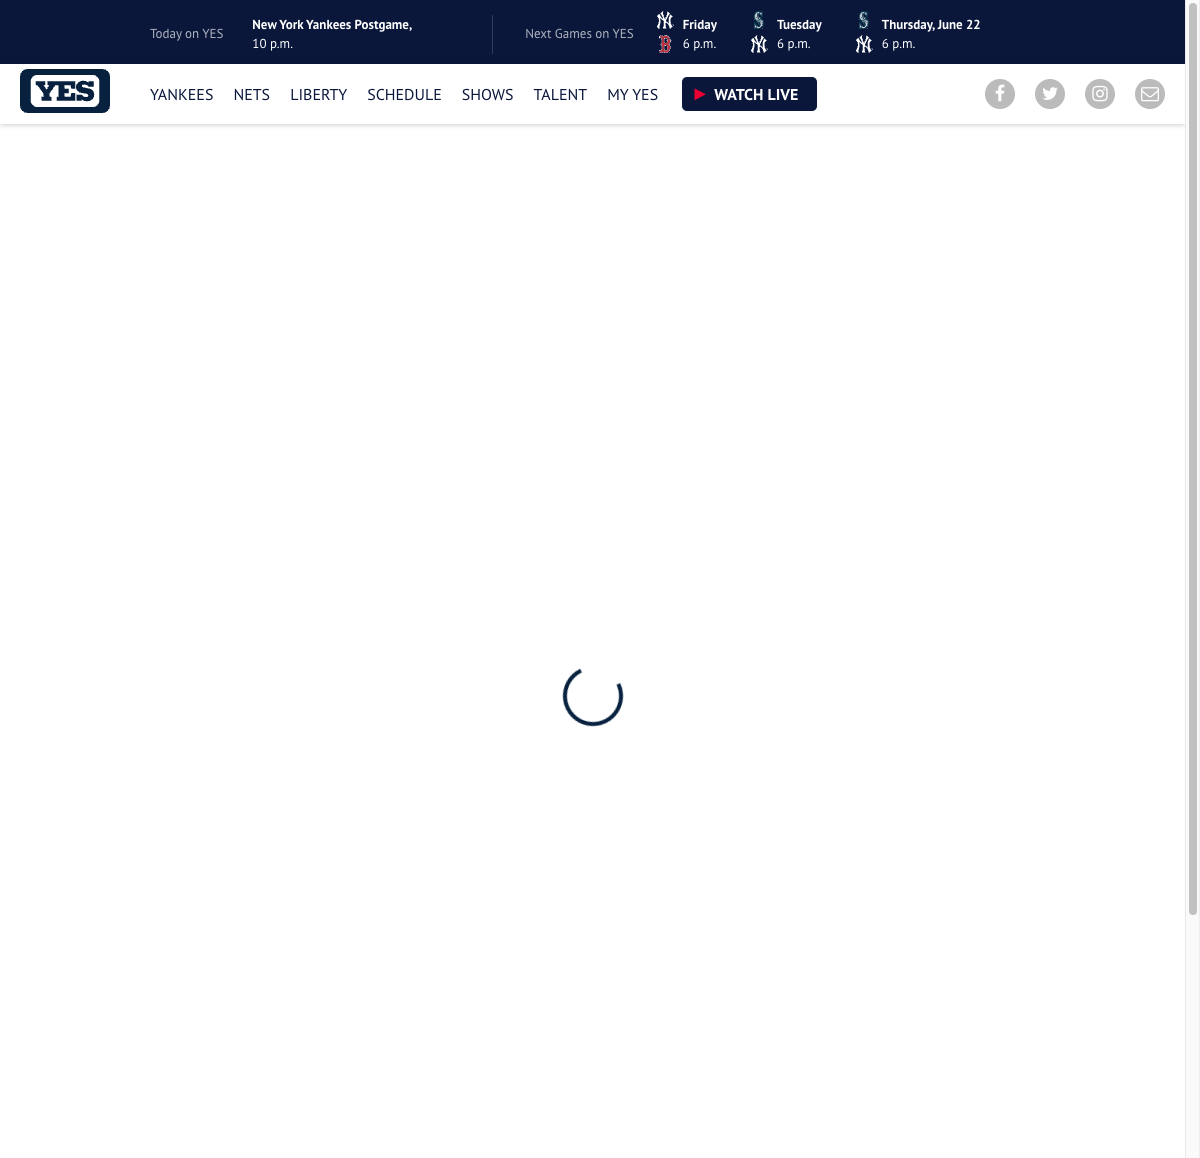 Today on YES
New York Yankees Postgame,
10 p.m.
Next Games on YES
Friday
6 p.m.
Tuesday
6 p.m.
Thursday, June 22
6 p.m.
YES
YANKEES
NETS
LIBERTY
SCHEDULE
SHOWS
TALENT
MY YES
WATCH LIVE